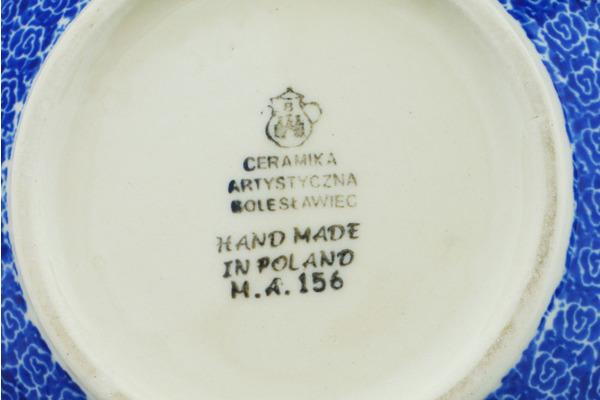 B
CERAMIKA
ARTYSTYCZNA
BOLESŁAWIEC
HAND MADE
IN POLAND
M.A. 156